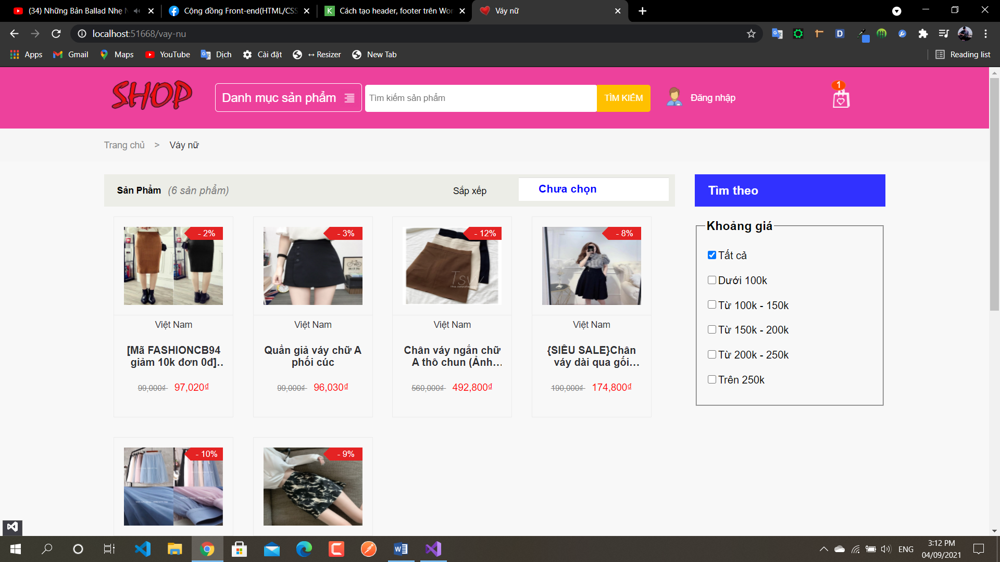 (34) Những Bản Ballad Nhẹ N
Cộng đồng Front-end(HTML/CSS
Cách tạo header, footer trên Wor
Váy nữ
localhost:51668/vay-nu
Apps
Gmail
Maps
YouTube
Dịch
Cài đặt
↔ Resizer
New Tab
Reading list
SHOP
Danh mục sản phẩm
Tìm kiếm sản phẩm
TÌM KIẾM
Đăng nhập
1
Trang chủ > Váy nữ
Sản Phẩm (6 sản phẩm)
Sắp xếp
Chưa chọn
Tìm theo
- 2%
Việt Nam
[Mã FASHIONCB94
giảm 10k đơn 0đ]...
99,000₫ 97,020₫
- 3%
Việt Nam
Quần giả váy chữ A
phối cúc
99,000₫ 96,030₫
- 12%
Tsw
Việt Nam
Chân váy ngắn chữ
A thô chun (Ảnh...
560,000₫ 492,800₫
- 8%
Việt Nam
{SIÊU SALE}Chân
váy dài qua gối...
190,000₫ 174,800₫
Khoảng giá
Tất cả
Dưới 100k
Từ 100k - 150k
Từ 150k - 200k
Từ 200k - 250k
Trên 250k
- 10%
- 9%
ENG
3:12 PM
04/09/2021